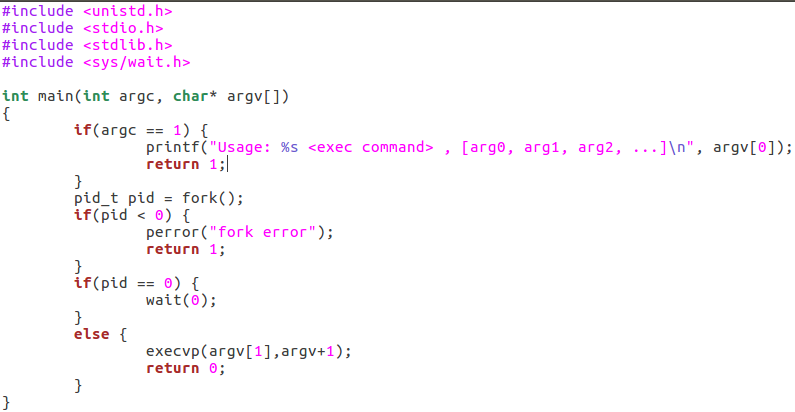 #include <unistd.h>
#include <stdio.h>
#include <stdlib.h>
#include <sys/wait.h>

int main(int argc, char* argv[])
{
        if(argc == 1) {
                printf("Usage: %s <exec command> , [arg0, arg1, arg2, ...]\n", argv[0]);
                return 1;
        }
        pid_t pid = fork();
        if(pid < 0) {
                perror("fork error");
                return 1;
        }
        if(pid == 0) {
                wait(0);
        }
        else {
                execvp(argv[1],argv+1);
                return 0;
        }
}